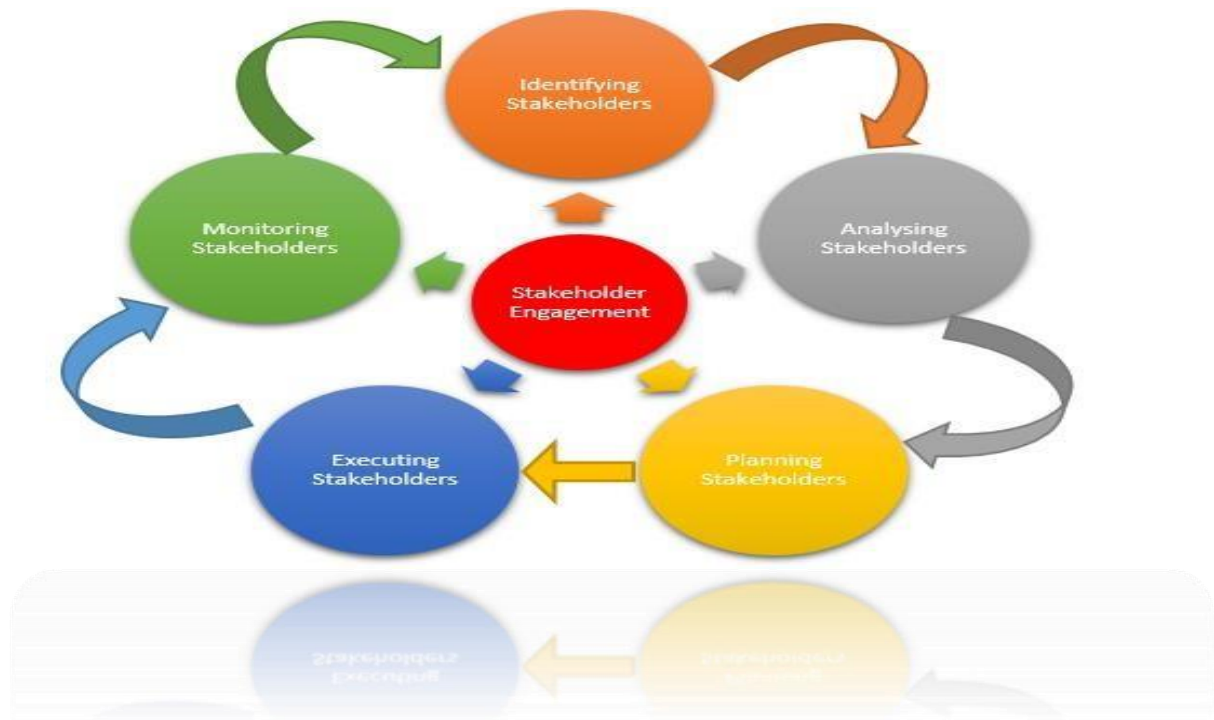 Identifying
Stakeholders
Monitoring
Stakeholders
Analysing
Stakeholders
Stakeholder
Engagement
Executing
Stakeholders
Planning
Stakeholders